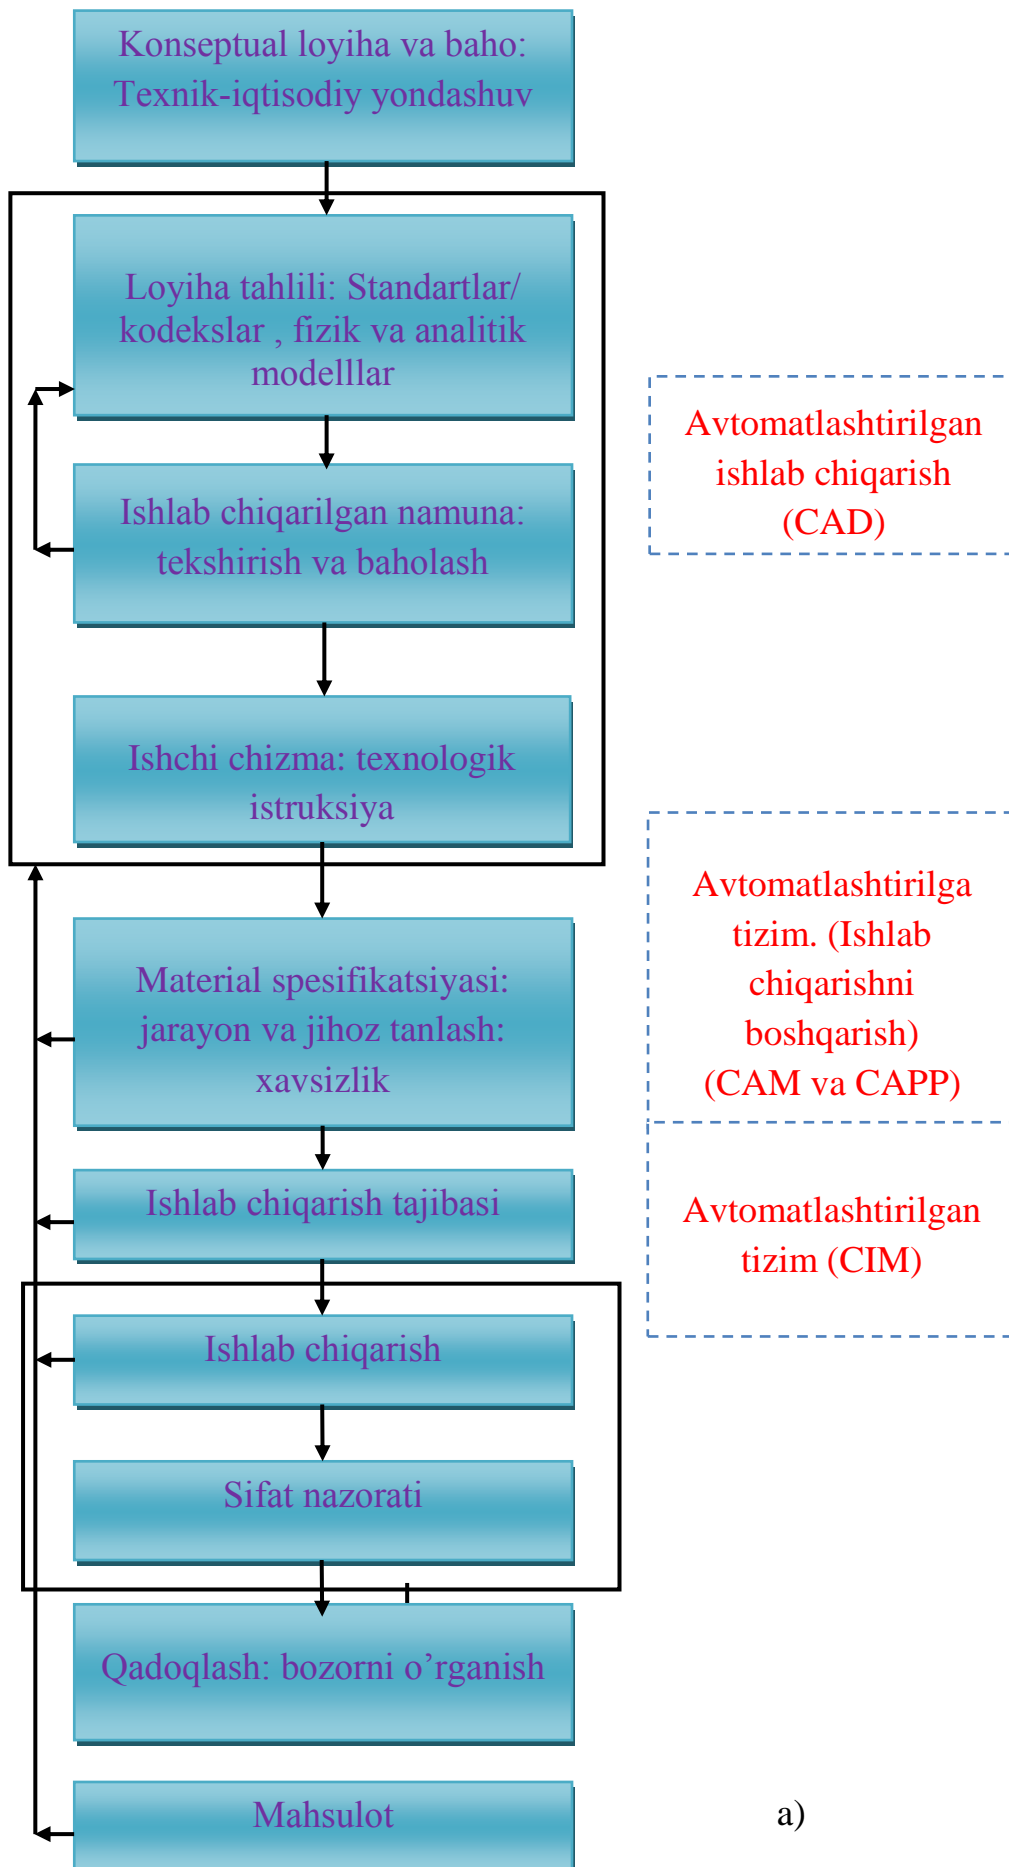 Konseptual loyiha va baho:
Texnik-iqtisodiy yondashuv
Loyiha tahlili: Standartlar/
kodekslar , fizik va analitik
modelllar
Avtomatlashtirilgan
ishlab chiqarish
(CAD)
Ishlab chiqarilgan namuna:
tekshirish va baholash
Ishchi chizma: texnologik
istruksiya
Avtomatlashtirilga
tizim. (Ishlab
chiqarishni
boshqarish)
(CAM va CAPP)
Material spesifikatsiyasi:
jarayon va jihoz tanlash:
xavsizlik
Ishlab chiqarish tajibasi
Avtomatlashtirilgan
tizim (CIM)
Ishlab chiqarish
Sifat nazorati
Qadoqlash: bozorni o’rganish
Mahsulot
a)